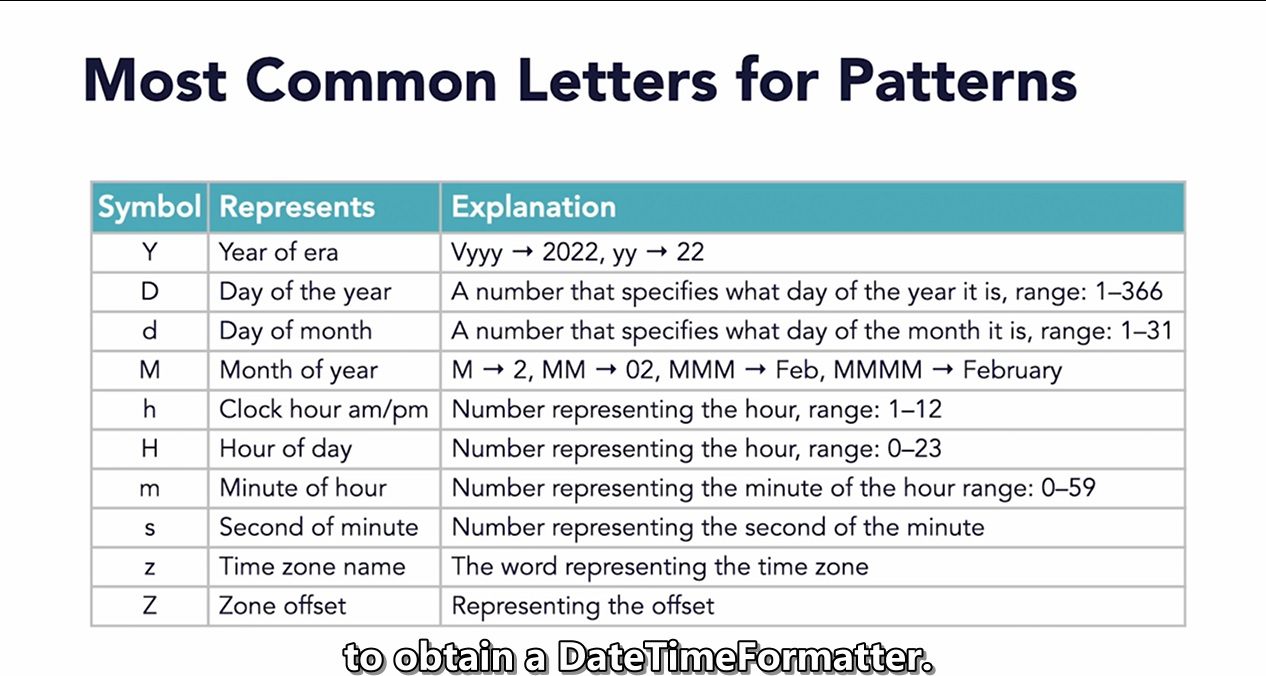 Most Common Letters for Patterns
Symbol Represents Explanation
Y Year of era Vyyy → 2022, yy → 22
D Day of the year A number that specifies what day of the year it is, range: 1–366
d Day of month A number that specifies what day of the month it is, range: 1–31
M Month of year M → 2, MM → 02, MMM → Feb, MMMM → February
h Clock hour am/pm Number representing the hour, range: 1–12
H Hour of day Number representing the hour, range: 0–23
m Minute of hour Number representing the minute of the hour range: 0–59
s Second of minute Number representing the second of the minute
z Time zone name The word representing the time zone
Z Zone offset Representing the offset
to obtain a DateTimeFormatter.